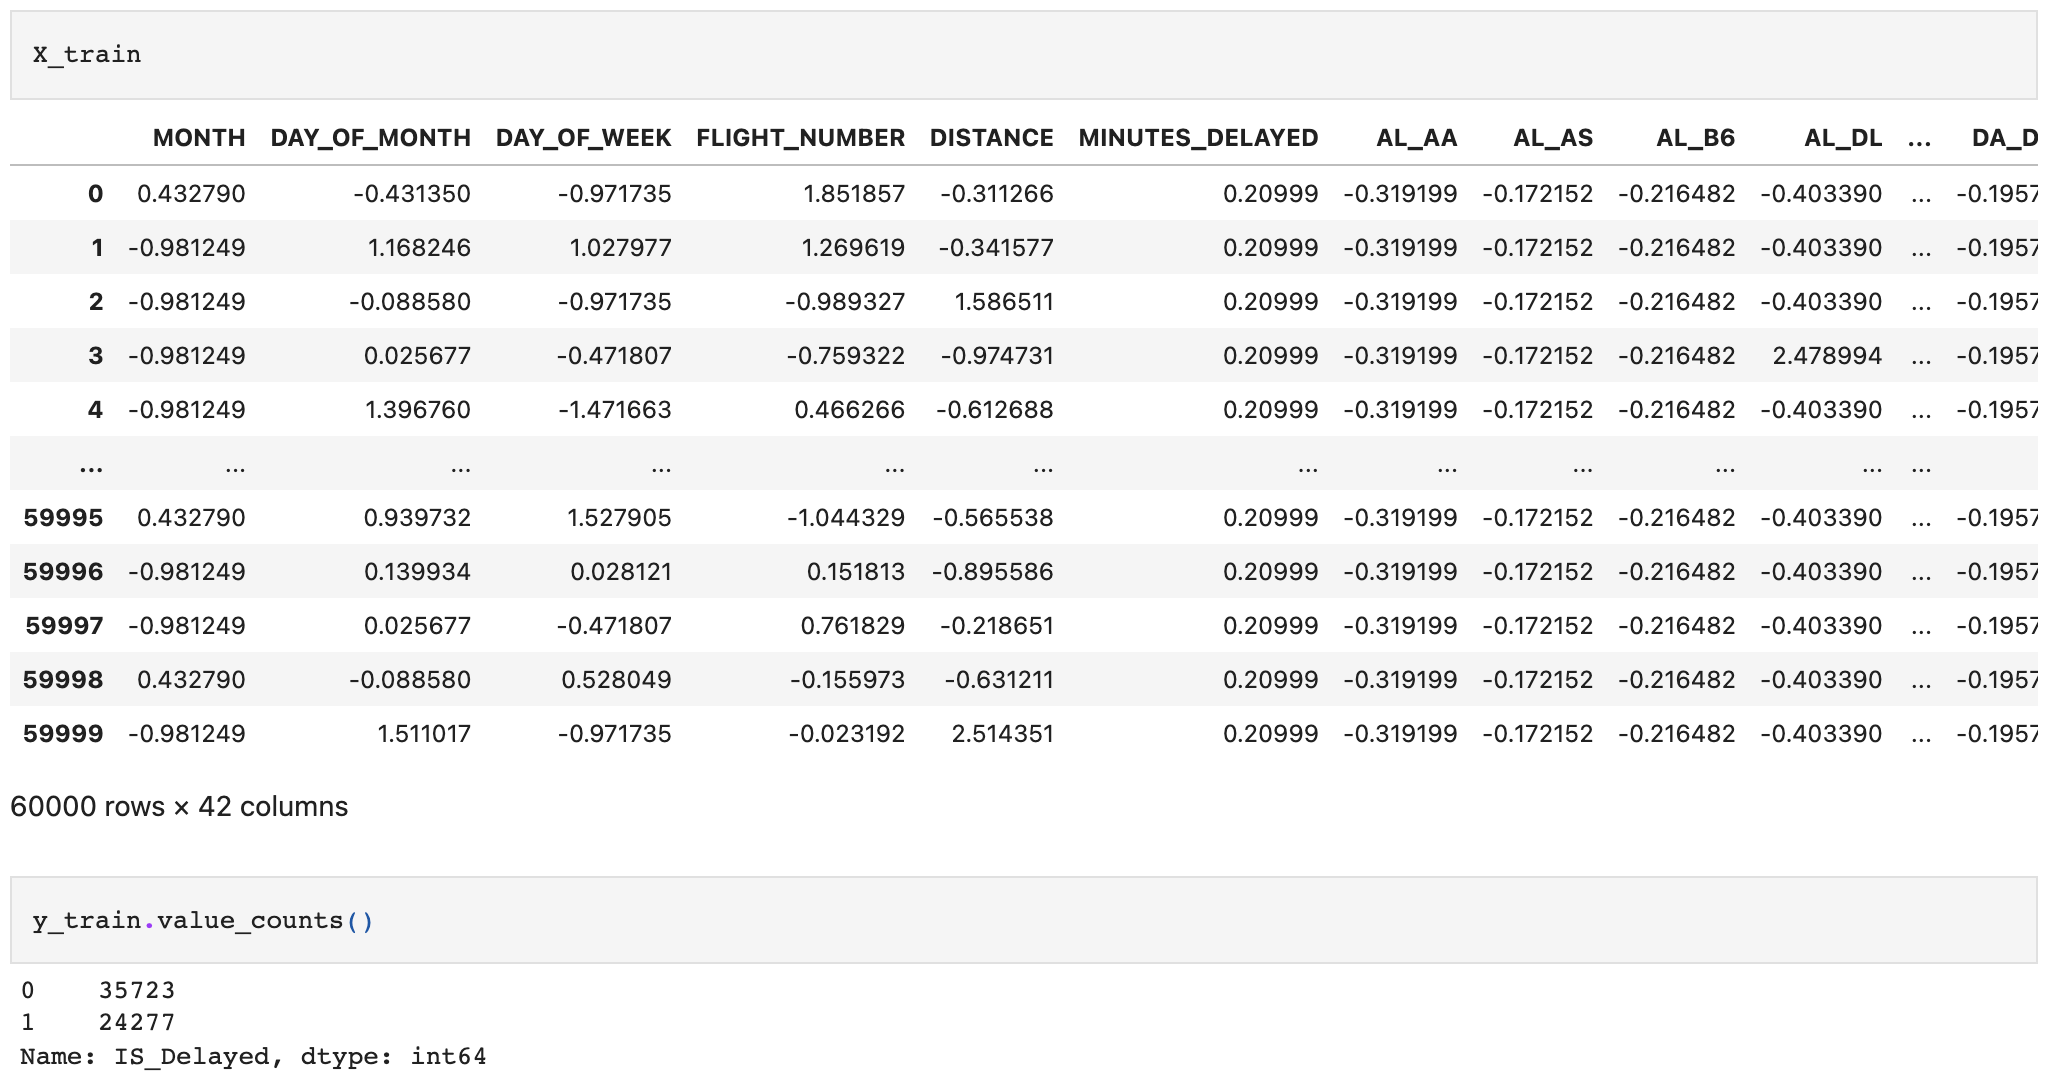 X_train
MONTH DAY_OF_MONTH DAY_OF_WEEK FLIGHT_NUMBER DISTANCE MINUTES_DELAYED AL_AA AL_AS AL_B6 AL_DL ... DA_D
0 0.432790 -0.431350 -0.971735 1.851857 -0.311266 0.20999 -0.319199 -0.172152 -0.216482 -0.403390 ... -0.1957
1 -0.981249 1.168246 1.027977 1.269619 -0.341577 0.20999 -0.319199 -0.172152 -0.216482 -0.403390 ... -0.1957
2 -0.981249 -0.088580 -0.971735 -0.989327 1.586511 0.20999 -0.319199 -0.172152 -0.216482 -0.403390 ... -0.1957
3 -0.981249 0.025677 -0.471807 -0.759322 -0.974731 0.20999 -0.319199 -0.172152 -0.216482 2.478994 ... -0.1957
4 -0.981249 1.396760 -1.471663 0.466266 -0.612688 0.20999 -0.319199 -0.172152 -0.216482 -0.403390 ... -0.1957
... ... ... ... ... ... ... ... ... ... ... ...
59995 0.432790 0.939732 1.527905 -1.044329 -0.565538 0.20999 -0.319199 -0.172152 -0.216482 -0.403390 ... -0.1957
59996 -0.981249 0.139934 0.028121 0.151813 -0.895586 0.20999 -0.319199 -0.172152 -0.216482 -0.403390 ... -0.1957
59997 -0.981249 0.025677 -0.471807 0.761829 -0.218651 0.20999 -0.319199 -0.172152 -0.216482 -0.403390 ... -0.1957
59998 0.432790 -0.088580 0.528049 -0.155973 -0.631211 0.20999 -0.319199 -0.172152 -0.216482 -0.403390 ... -0.1957
59999 -0.981249 1.511017 -0.971735 -0.023192 2.514351 0.20999 -0.319199 -0.172152 -0.216482 -0.403390 ... -0.1957
60000 rows × 42 columns
y_train.value_counts()
0 35723
1 24277
Name: IS_Delayed, dtype: int64